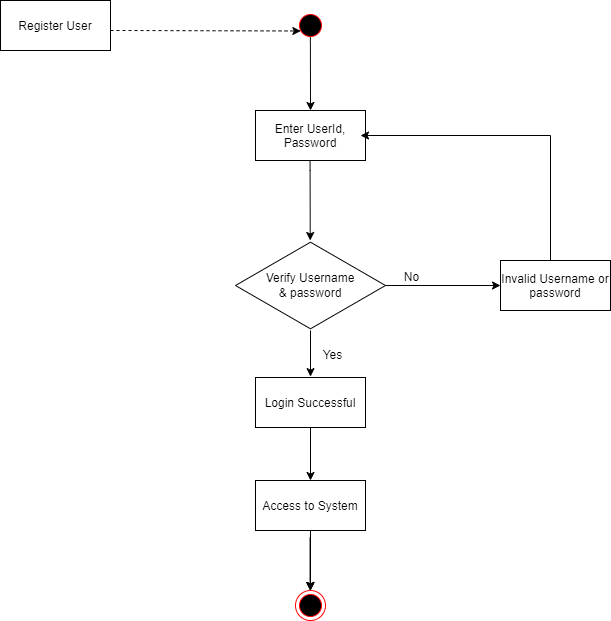 Register User
Enter UserId,
Password
Verify Username
& password
No
Invalid Username or
password
Yes
Login Successful
Access to System